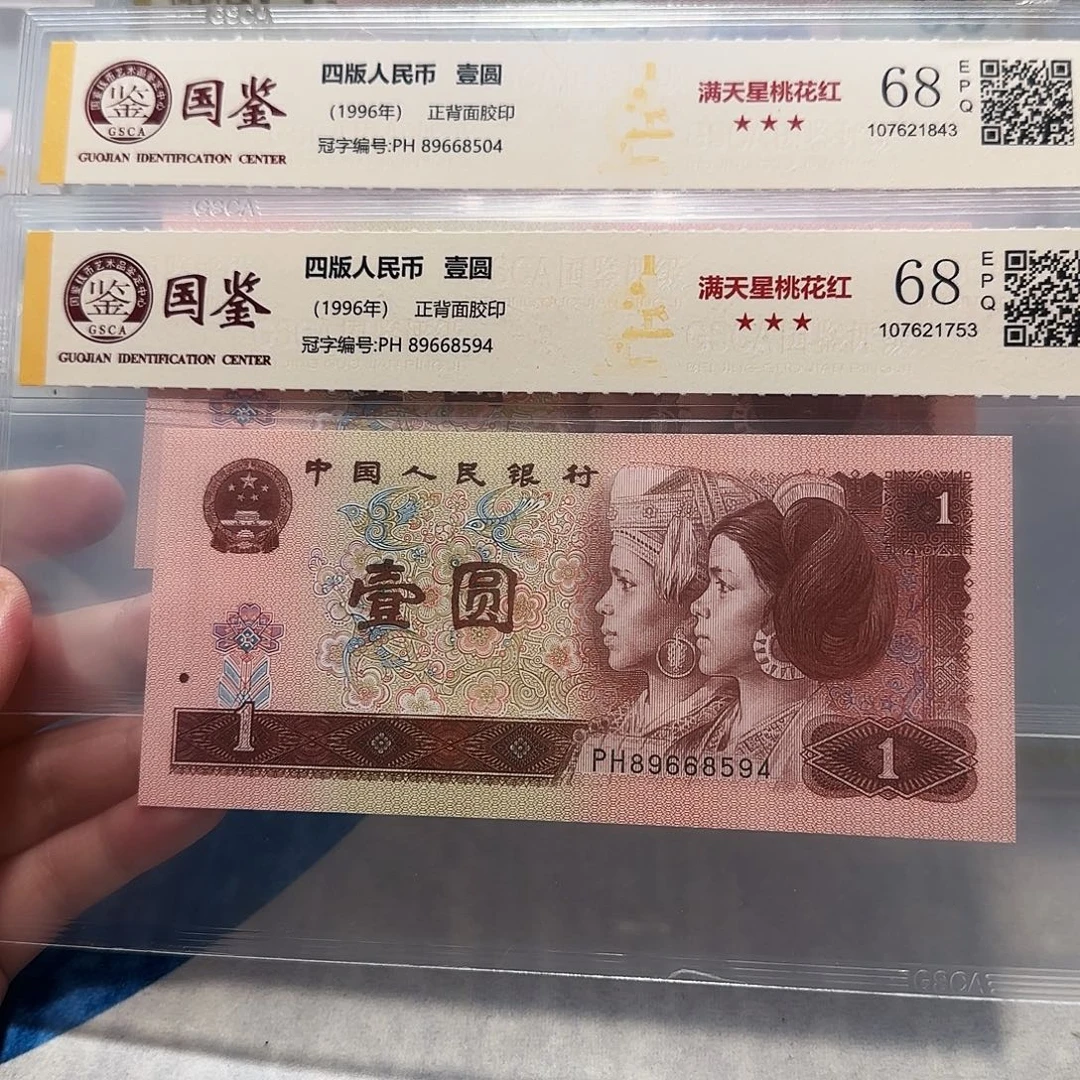 GSCA
国鉴
GUOJIAN IDENTIFICATION CENTER
四版人民币 壹圆
(1996年) 正背面胶印
冠字编号:PH 89668504
满天星桃花红
★★★
68
EPQ
107621843
GSCA
国鉴
GUOJIAN IDENTIFICATION CENTER
四版人民币 壹圆
(1996年) 正背面胶印
冠字编号:PH 89668594
满天星桃花红
★★★
68
EPQ
107621753
中国人民银行
1
壹圆
1
PH89668594
1
GSCA